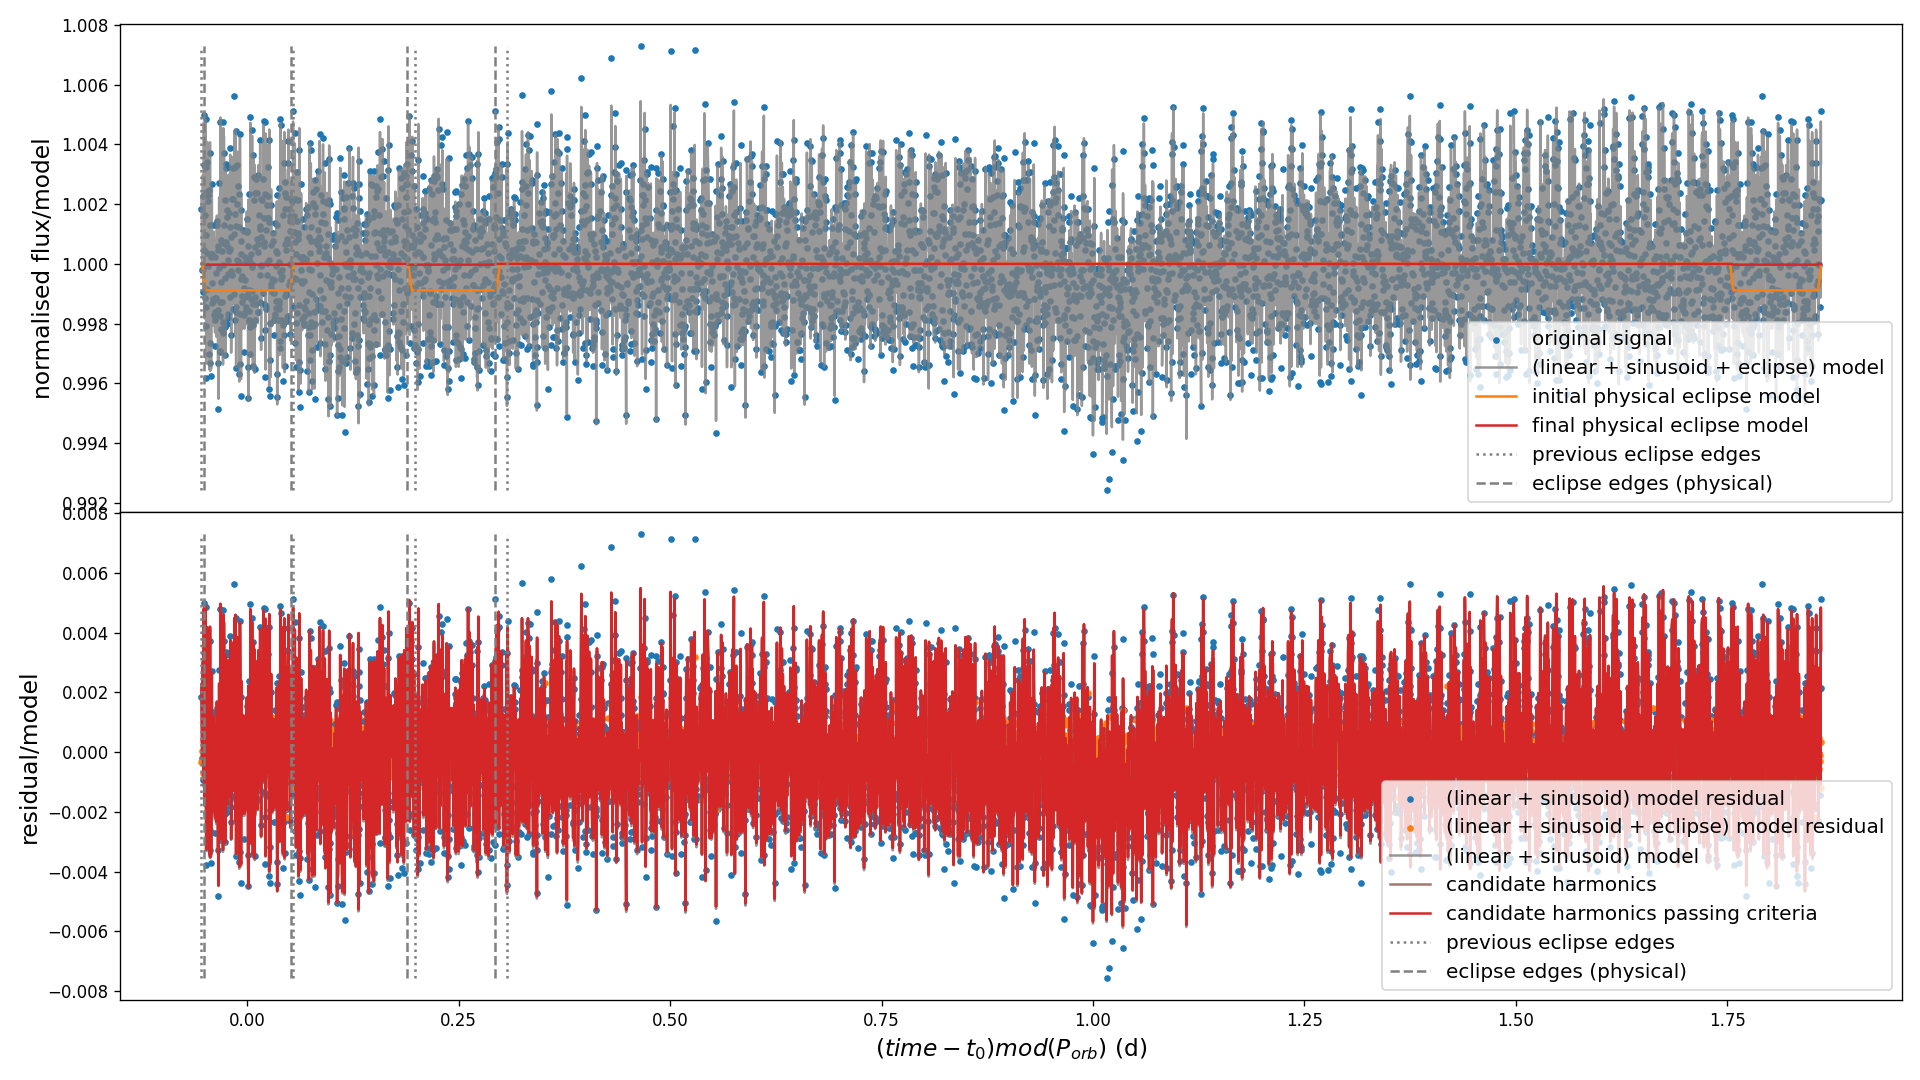 1.008
1.006
1.004
1.002
1.000
0.998
0.996
0.994
0.992
normalised flux/model
original signal
(linear + sinusoid + eclipse) model
initial physical eclipse model
final physical eclipse model
previous eclipse edges
eclipse edges (physical)
0.008
0.006
0.004
0.002
0.000
−0.002
−0.004
−0.006
−0.008
residual/model
(linear + sinusoid) model residual
(linear + sinusoid + eclipse) model residual
(linear + sinusoid) model
candidate harmonics
candidate harmonics passing criteria
previous eclipse edges
eclipse edges (physical)
0.00 0.25 0.50 0.75 1.00 1.25 1.50 1.75
(time − t₀)mod(Pₒᵣb) (d)